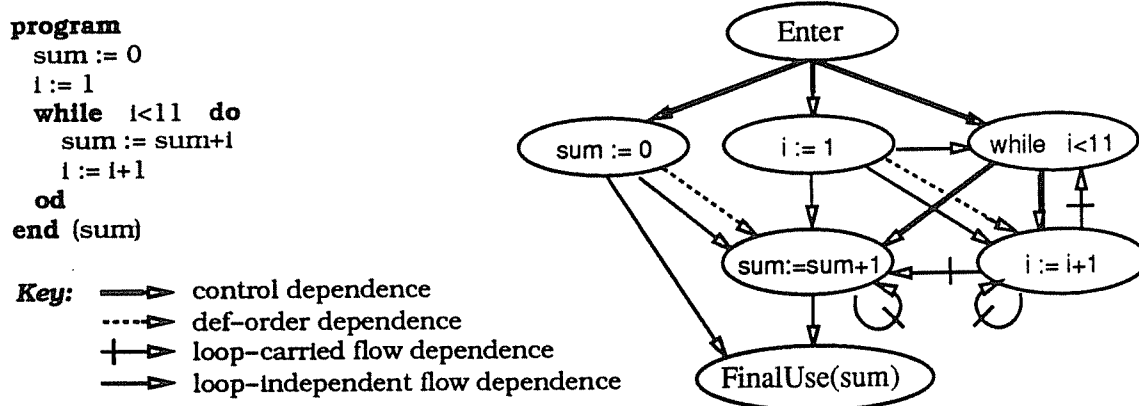 program
sum := 0
i := 1
while i<11 do
sum := sum+i
i := i+1
od
end (sum)
Key:
control dependence
def-order dependence
loop-carried flow dependence
loop-independent flow dependence
Enter
sum := 0
i := 1
while i<11
sum:=sum+1
i := i+1
FinalUse(sum)